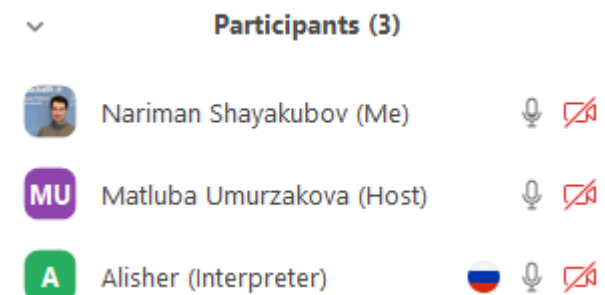 Participants (3)
Nariman Shayakubov (Me)
MU Matluba Umurzakova (Host)
A Alisher (Interpreter)